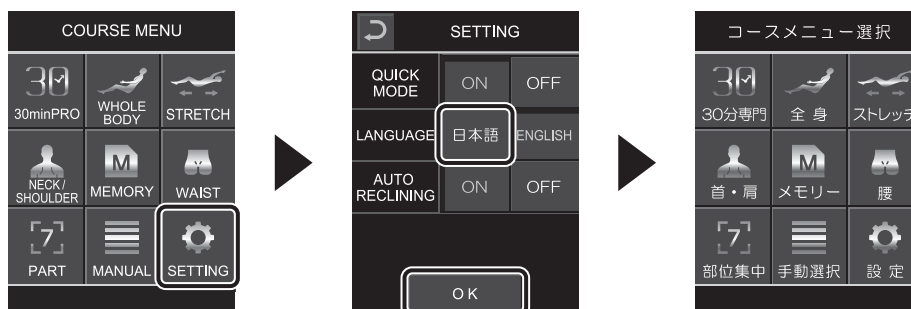 COURSE MENU
30
30minPRO
WHOLE
BODY
STRETCH
NECK/
SHOULDER
M
MEMORY
WAIST
7
PART
MANUAL
SETTING
SETTING
QUICK
MODE
ON
OFF
LANGUAGE
日本語
ENGLISH
AUTO
RECLINING
ON
OFF
OK
コースメニュー選択
30
30分専門
全身
ストレッチ
首・肩
M
メモリー
腰
7
部位集中
手動選択
設定